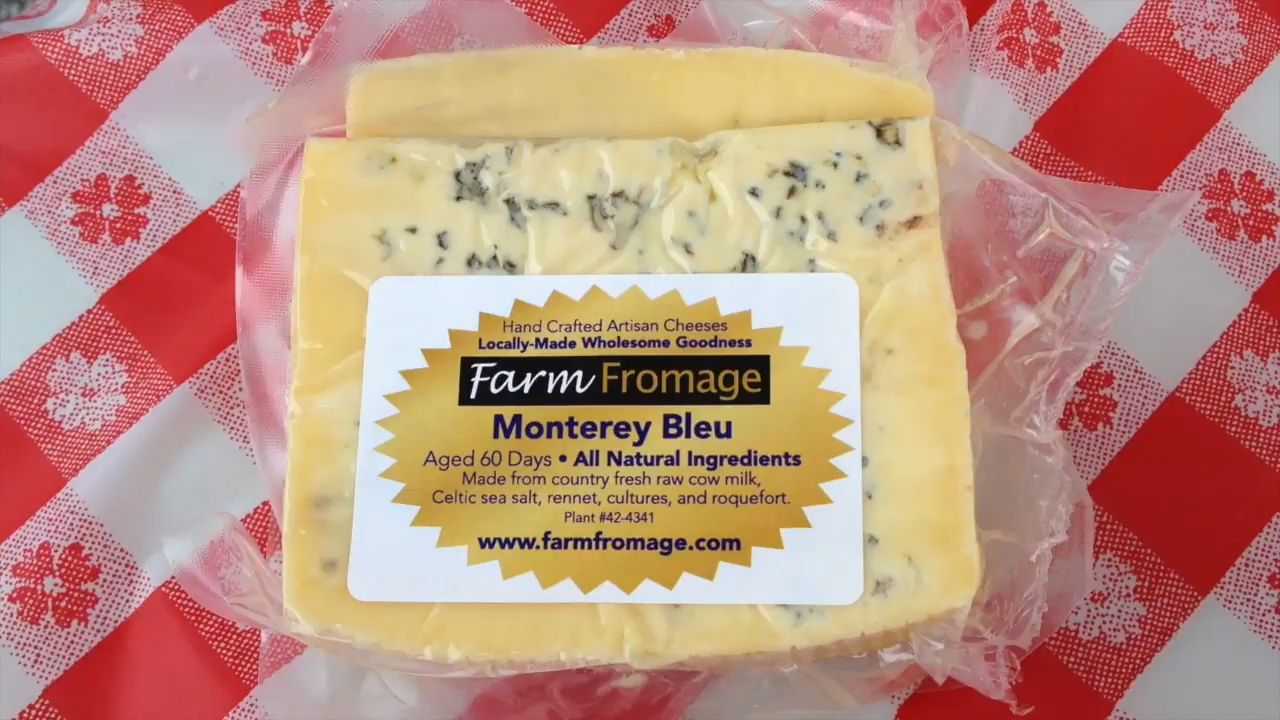 Hand Crafted Artisan Cheeses
Locally-Made Wholesome Goodness
Farm Fromage
Monterey Bleu
Aged 60 Days • All Natural Ingredients
Made from country fresh raw cow milk,
Celtic sea salt, rennet, cultures, and roquefort.
Plant #42-4341
www.farmfromage.com